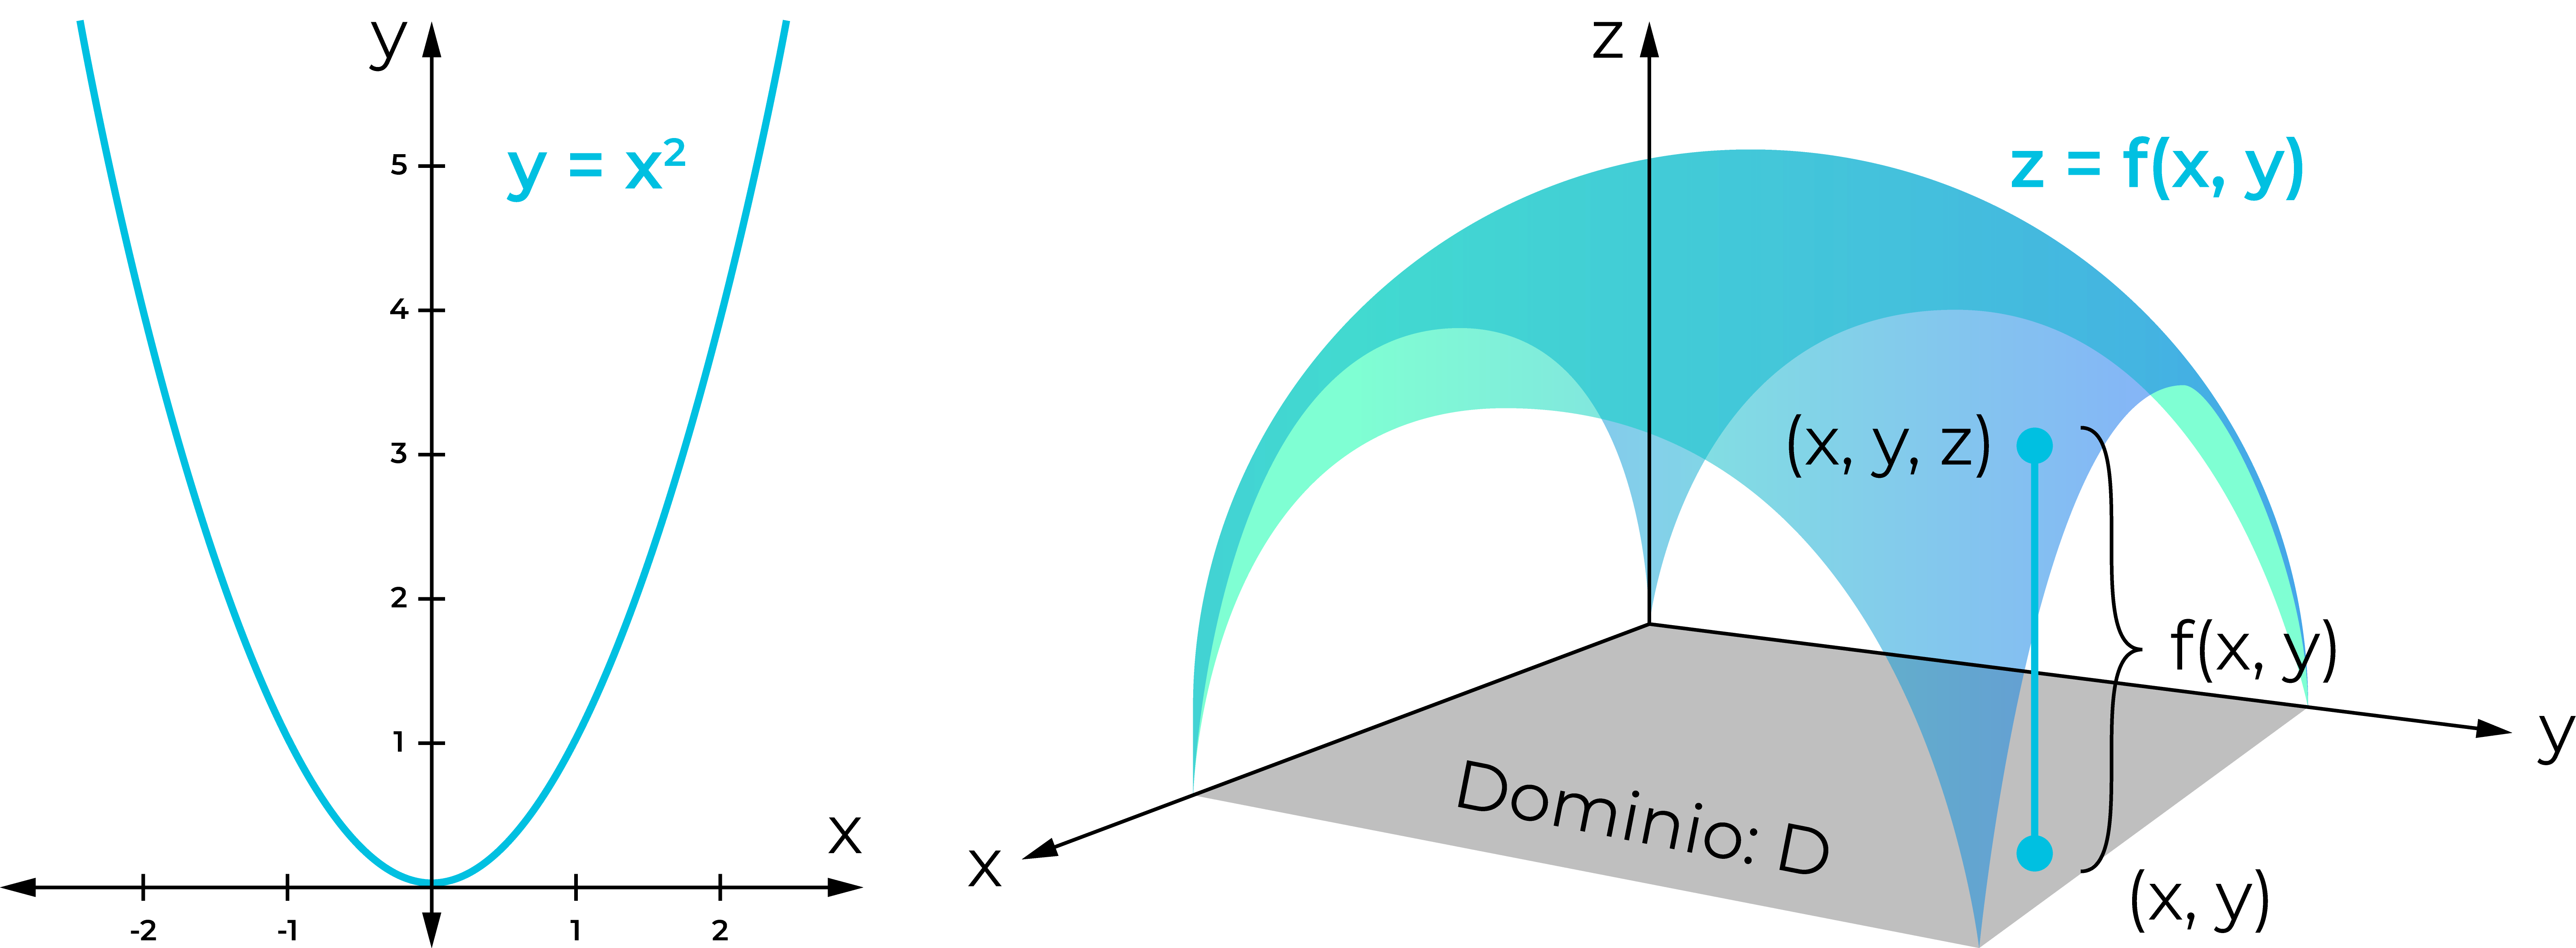 y
5
4
3
2
1
y = x²
x
-2
-1
1
2
z
z = f(x, y)
(x, y, z)
f(x, y)
y
Dominio: D
x
(x, y)